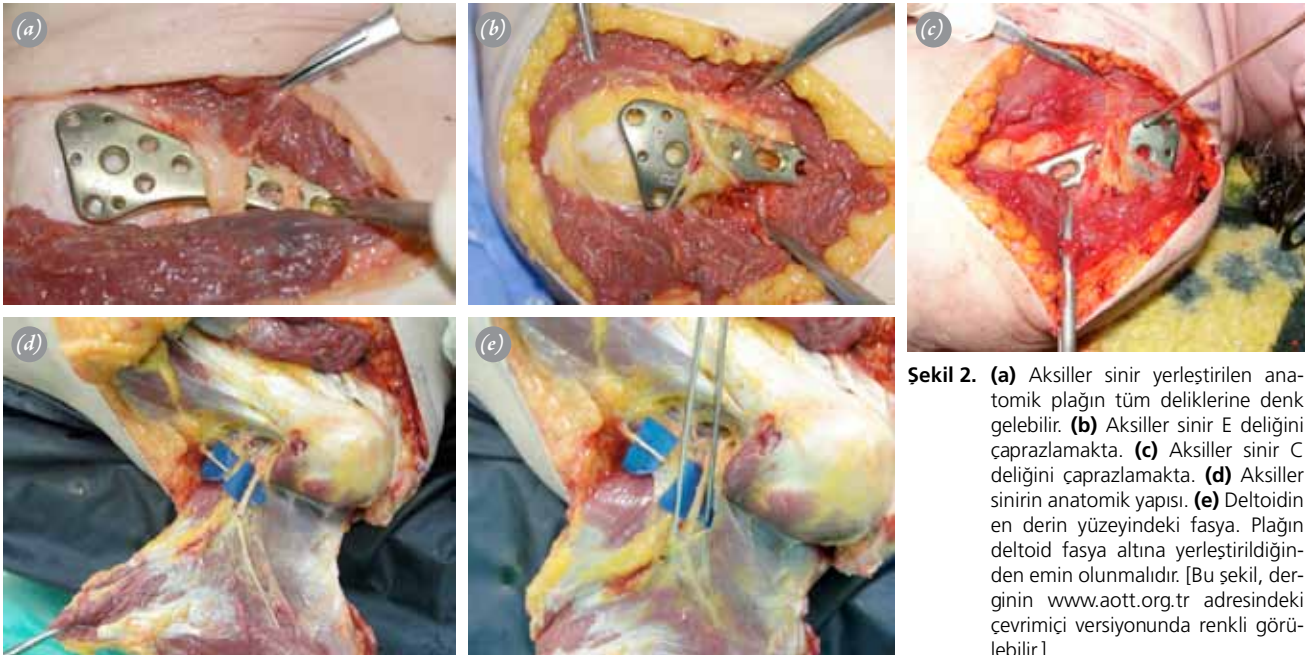 (a)
(b)
(c)
(d)
(e)
Şekil 2. (a) Aksiller sinir yerleştirilen ana-
tomik plağın tüm deliklerine denk
gelebilir. (b) Aksiller sinir E deliğini
çaprazlamakta. (c) Aksiller sinir C
deliğini çaprazlamakta. (d) Aksiller
sinirin anatomik yapısı. (e) Deltoidin
en derin yüzeyindeki fasya. Plağın
deltoid fasya altına yerleştirildiğin-
den emin olunmalıdır. [Bu şekil, der-
ginin www.aott.org.tr adresindeki
çevrimiçi versiyonunda renkli görü-
lebilir.]